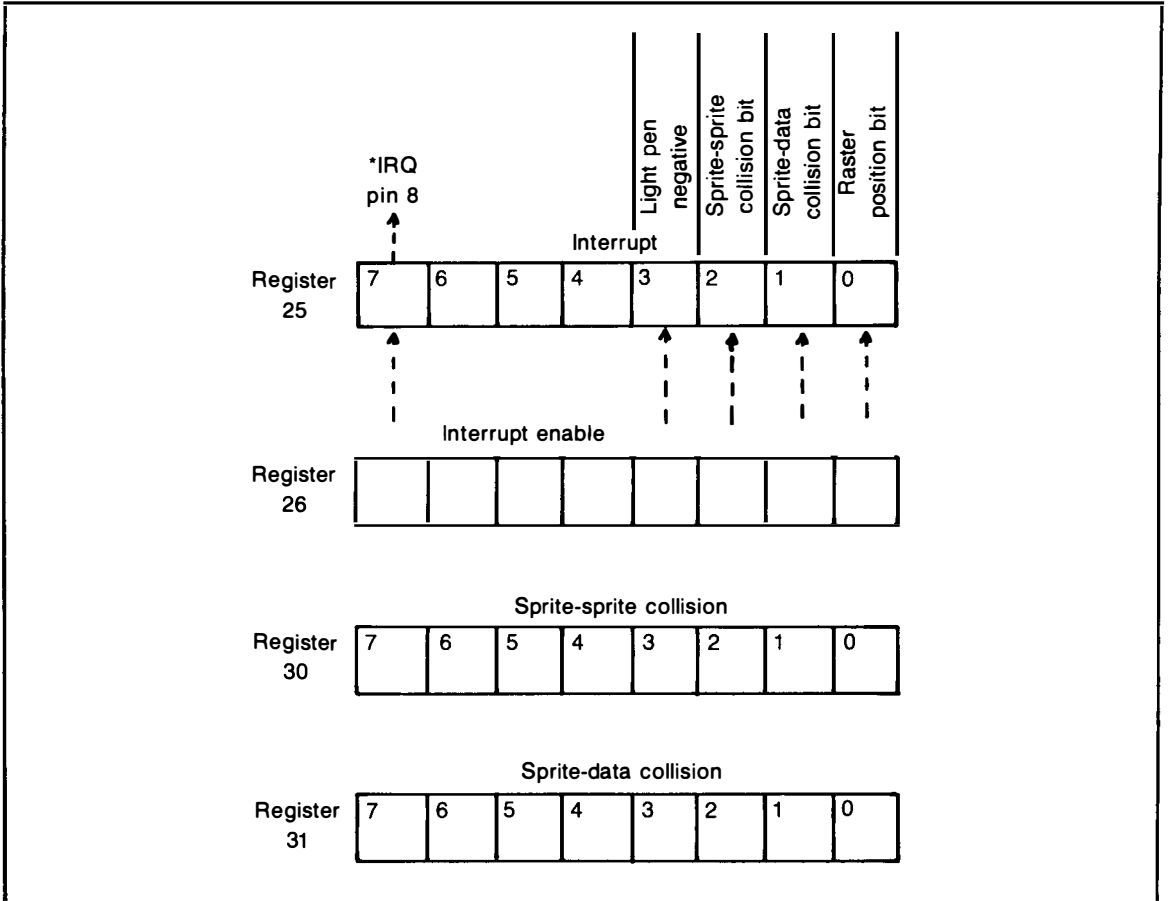 Light pen
negative
Sprite-sprite
collision bit
Sprite-data
collision bit
Raster
position bit
*IRQ
pin 8
Interrupt
Register
25
7 6 5 4 3 2 1 0
Interrupt enable
Register
26
Sprite-sprite collision
Register
30
7 6 5 4 3 2 1 0
Sprite-data collision
Register
31
7 6 5 4 3 2 1 0